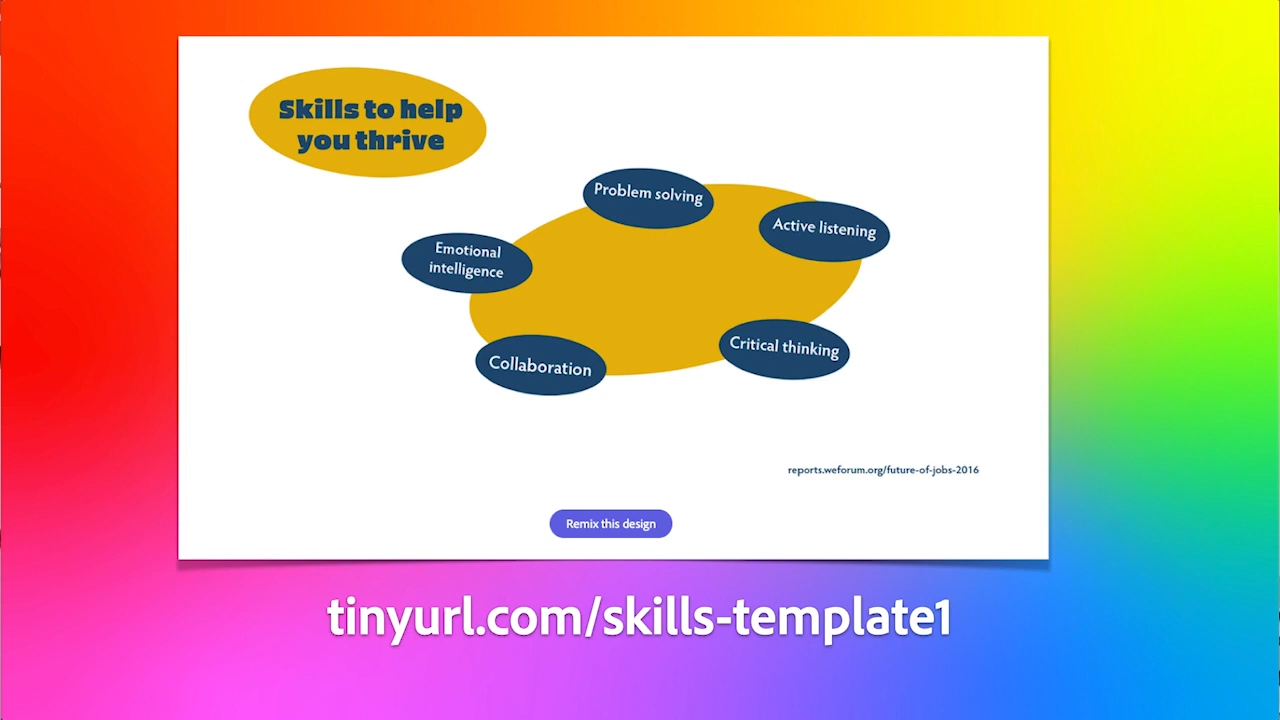 Skills to help
you thrive
Problem solving
Active listening
Emotional
intelligence
Critical thinking
Collaboration
reports.weforum.org/future-of-jobs-2016
Remix this design
tinyurl.com/skills-template1